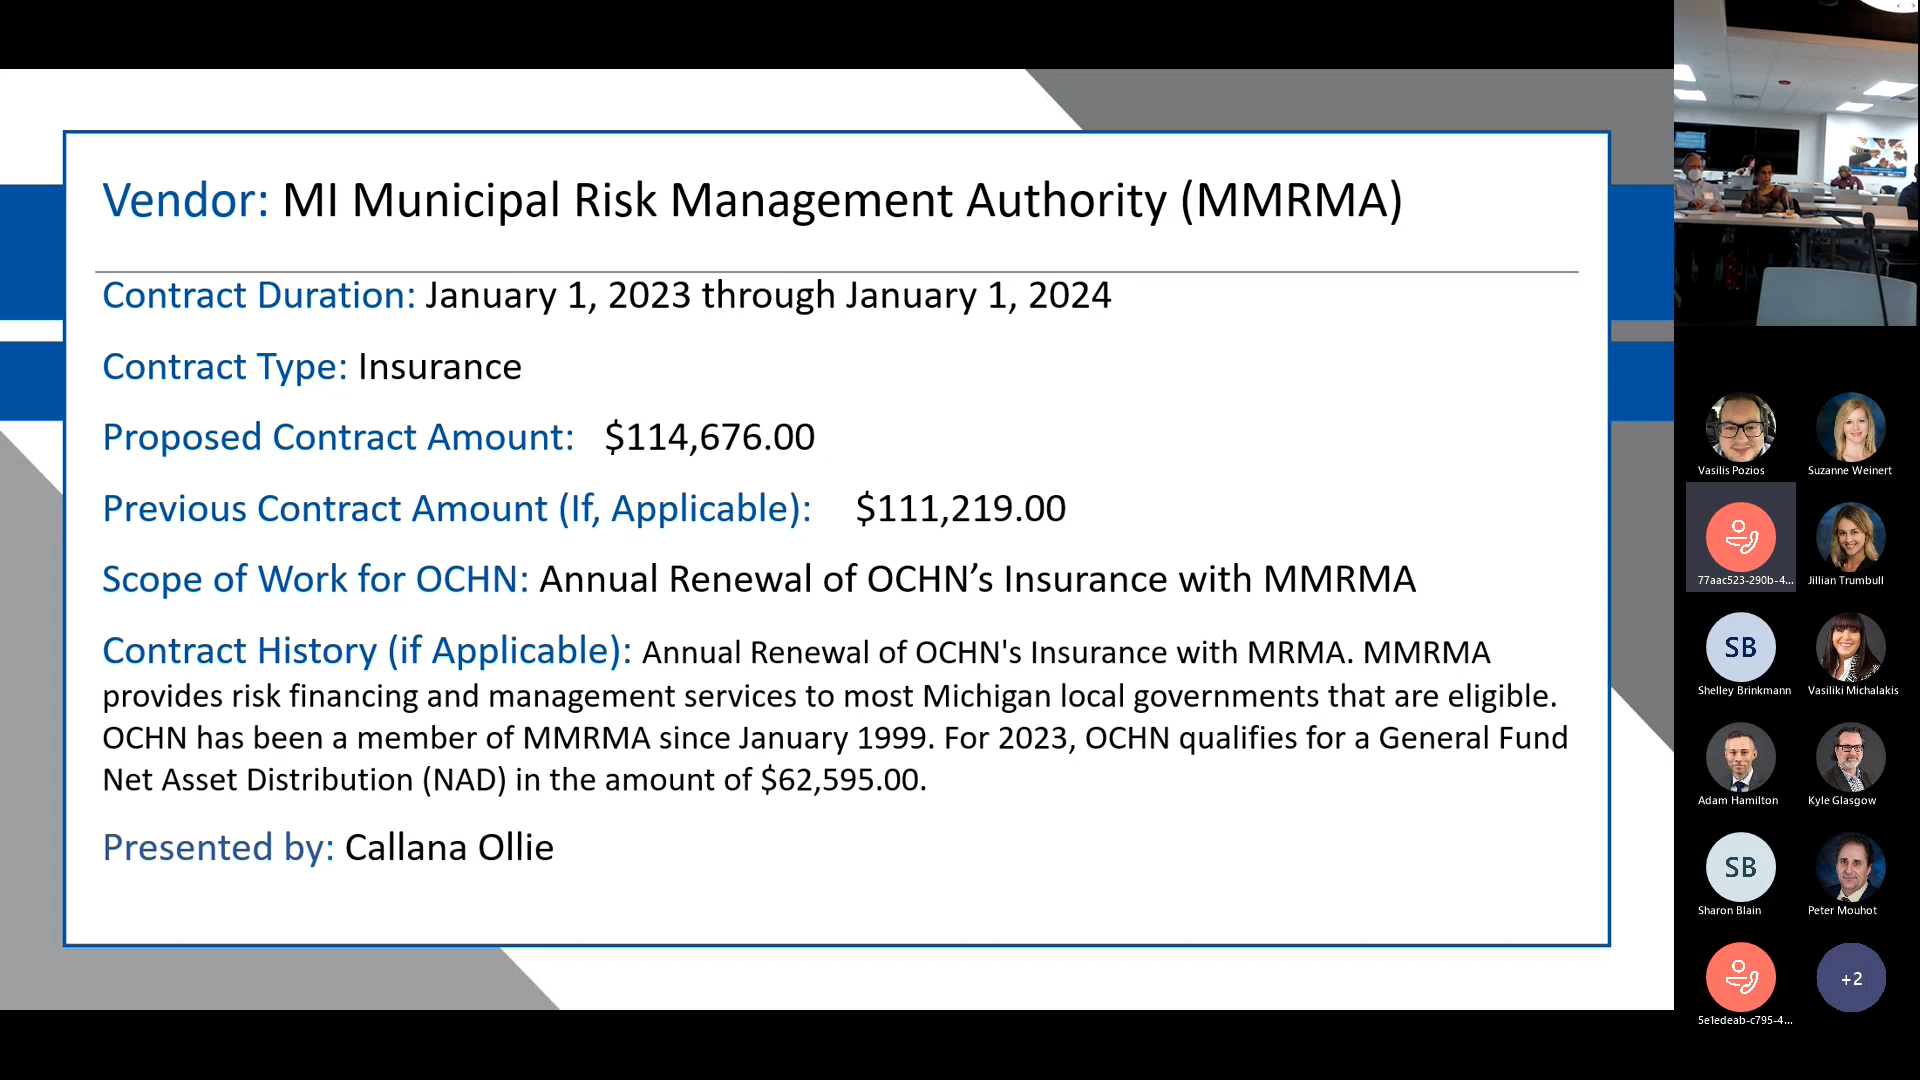 Vendor: MI Municipal Risk Management Authority (MMRMA)
Contract Duration: January 1, 2023 through January 1, 2024
Contract Type: Insurance
Proposed Contract Amount: $114,676.00
Previous Contract Amount (If, Applicable): $111,219.00
Scope of Work for OCHN: Annual Renewal of OCHN’s Insurance with MMRMA
Contract History (if Applicable): Annual Renewal of OCHN's Insurance with MRMA. MMRMA
provides risk financing and management services to most Michigan local governments that are eligible.
OCHN has been a member of MMRMA since January 1999. For 2023, OCHN qualifies for a General Fund
Net Asset Distribution (NAD) in the amount of $62,595.00.
Presented by: Callana Ollie
Vasilis Pozios
Suzanne Weinert
77aac523-290b-4...
Jillian Trumbull
SB
Shelley Brinkmann
Vasiliki Michalakis
Adam Hamilton
Kyle Glasgow
SB
Sharon Blain
Peter Mouhot
5e1edeab-c795-4...
+2